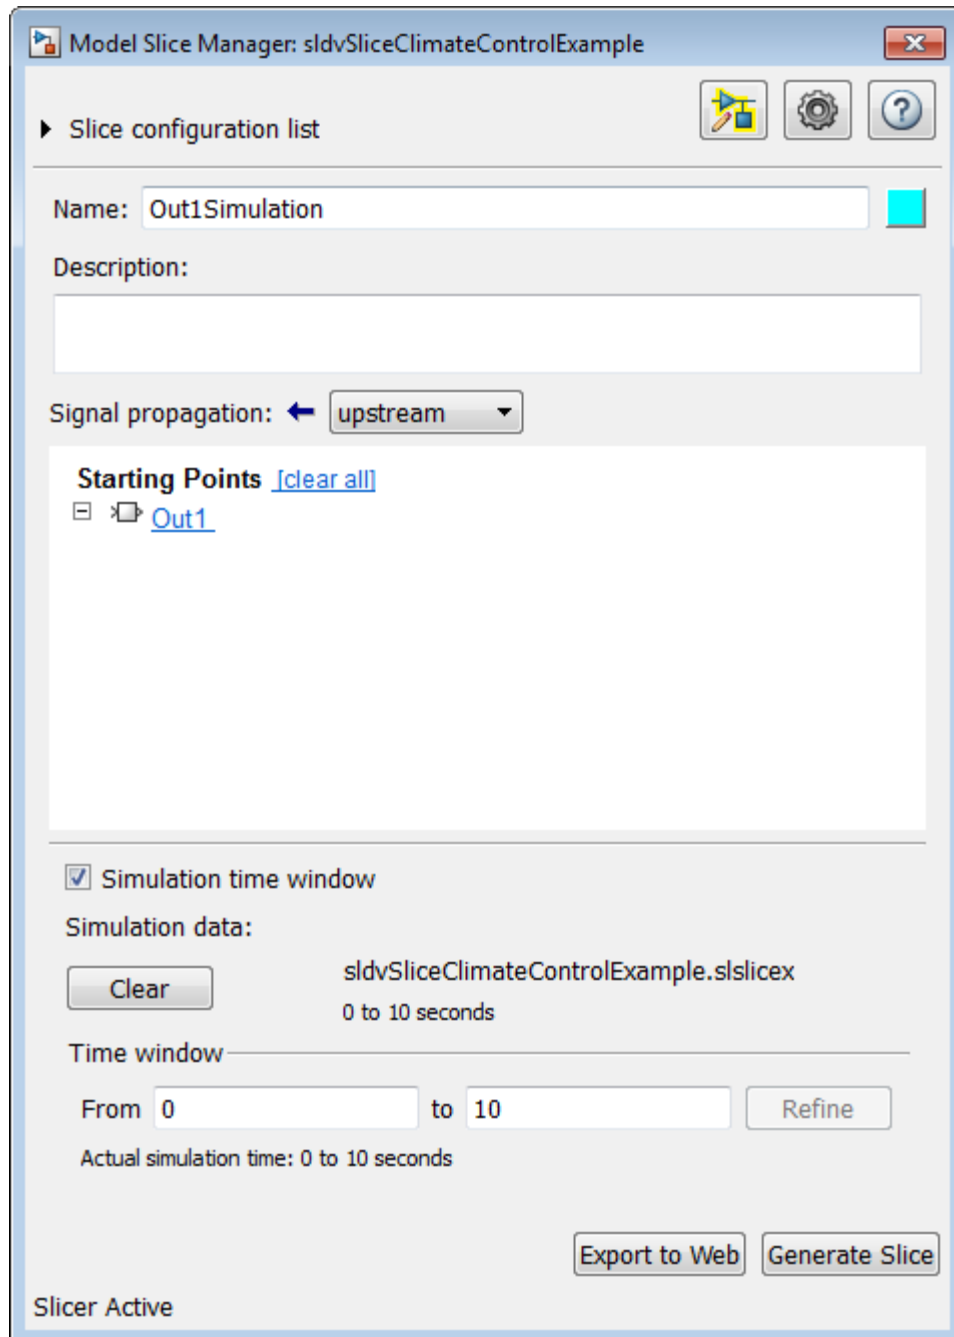 Model Slice Manager: sldvSliceClimateControlExample
Slice configuration list
?
Name: Out1Simulation
Description:
Signal propagation: upstream
Starting Points [clear all]
Out1
Simulation time window
Simulation data:
Clear sldvSliceClimateControlExample.slslicex
0 to 10 seconds
Time window
From 0 to 10 Refine
Actual simulation time: 0 to 10 seconds
Export to Web Generate Slice
Slicer Active